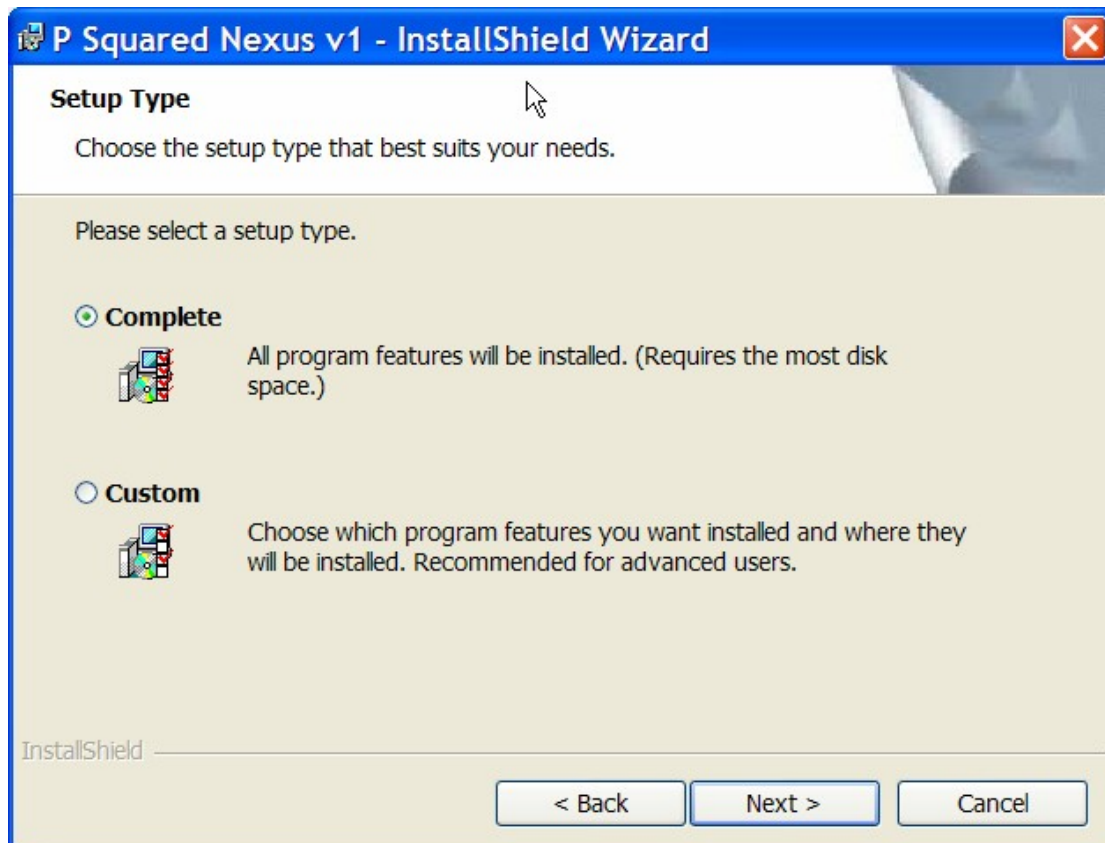 P Squared Nexus v1 - InstallShield Wizard
Setup Type
Choose the setup type that best suits your needs.
Please select a setup type.
Complete
All program features will be installed. (Requires the most disk
space.)
Custom
Choose which program features you want installed and where they
will be installed. Recommended for advanced users.
InstallShield
< Back
Next >
Cancel